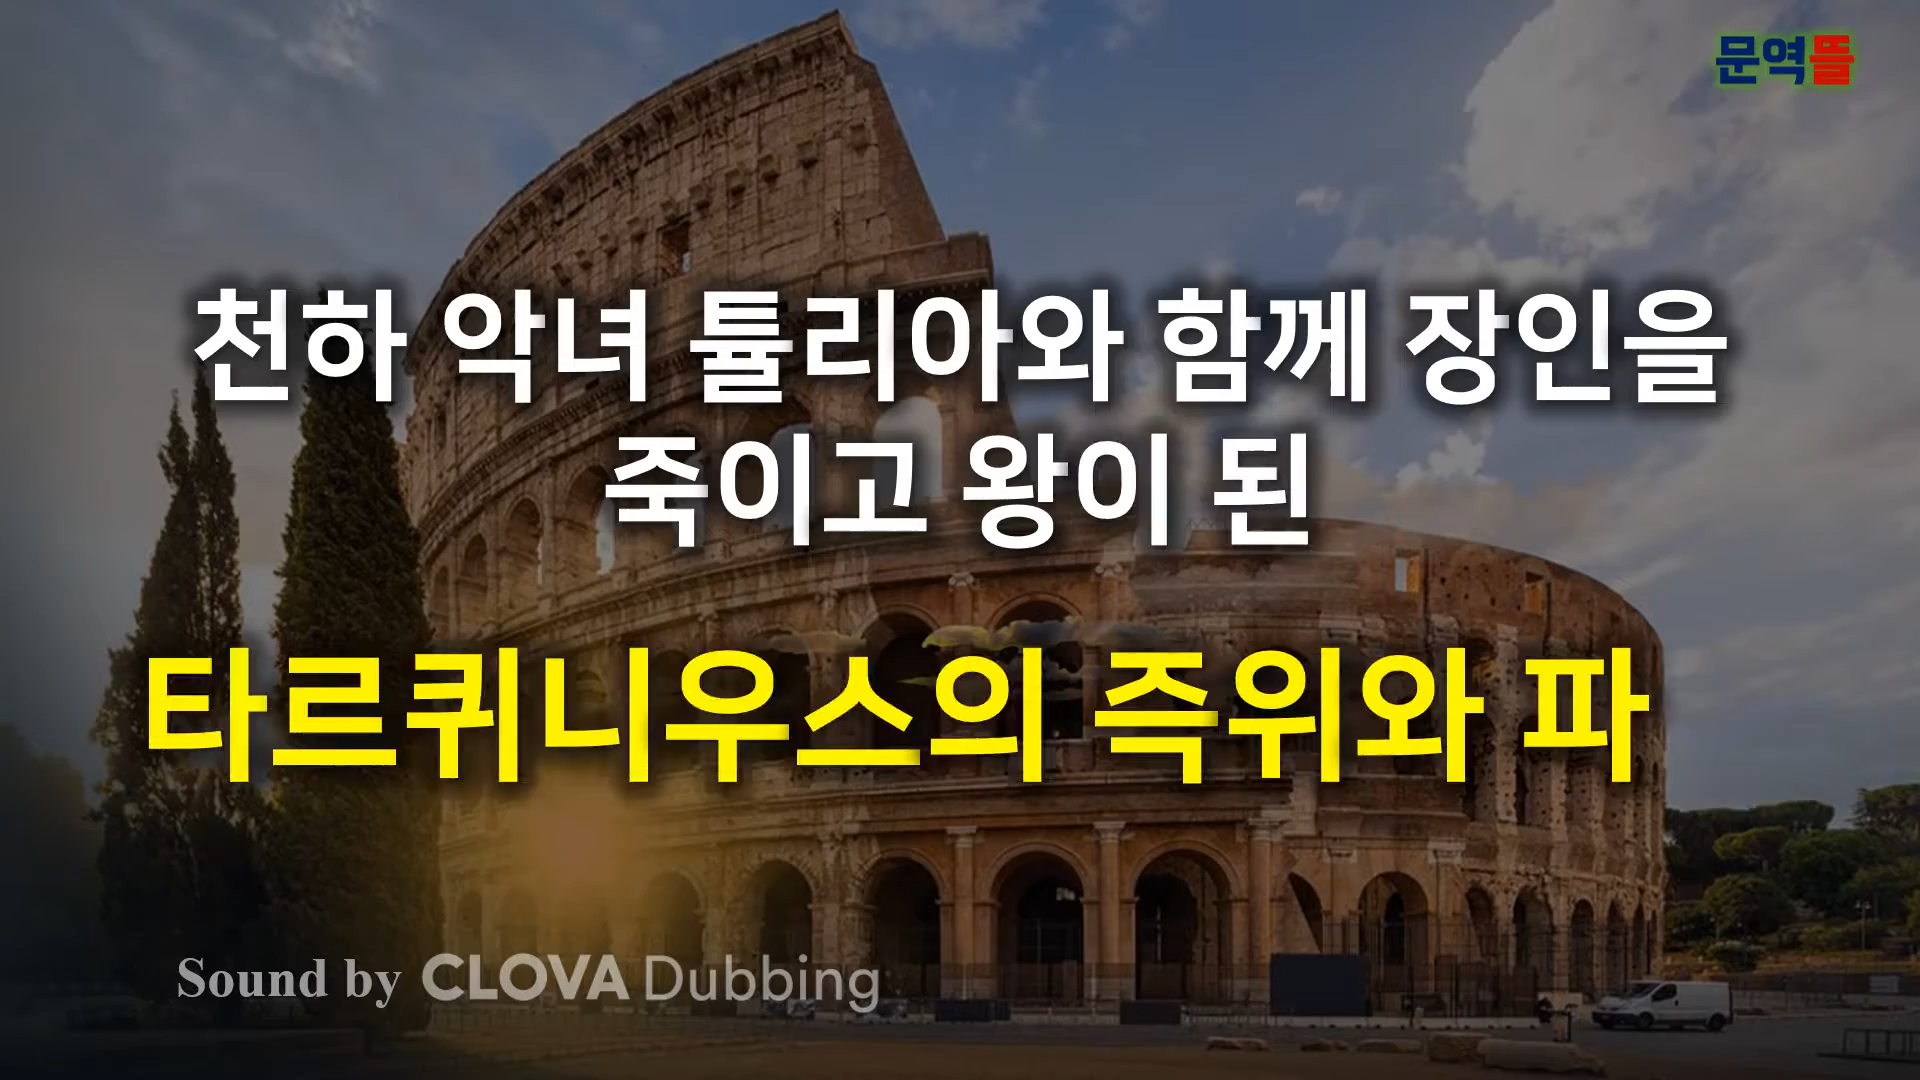 문역뜰
천하 악녀 튤리아와 함께 장인을
죽이고 왕이 된
타르퀴니우스의 즉위와 파
Sound by CLOVA Dubbing